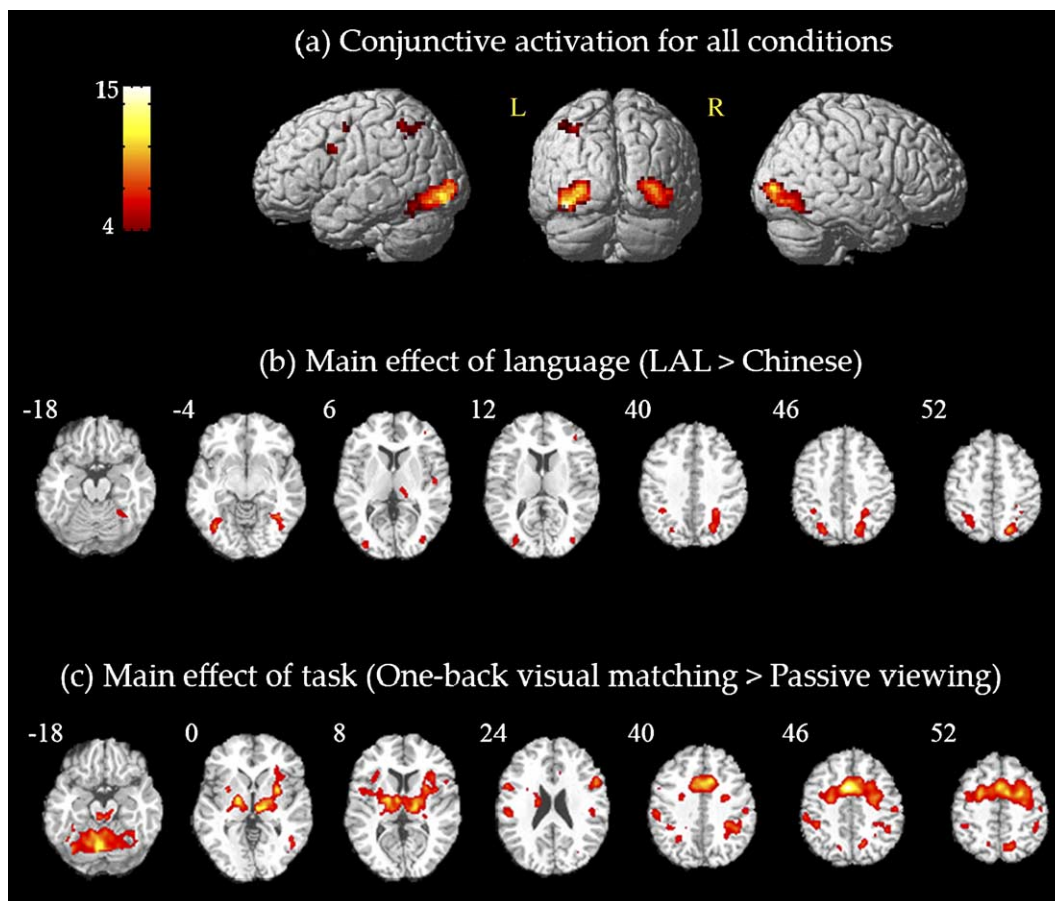 (a) Conjunctive activation for all conditions
15
L
R
4
(b) Main effect of language (LAL > Chinese)
-18 -4 6 12 40 46 52
(c) Main effect of task (One-back visual matching > Passive viewing)
-18 0 8 24 40 46 52